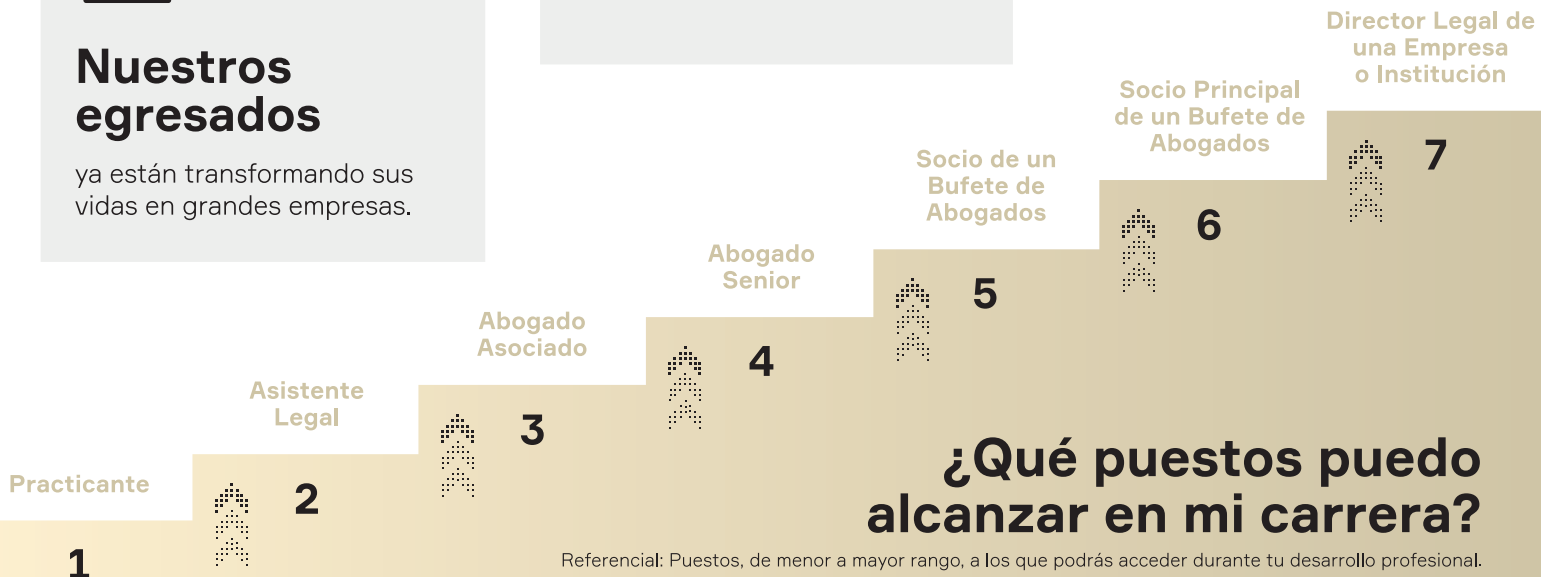 Nuestros
egresados
ya están transformando sus
vidas en grandes empresas.
Practicante
1
Asistente
Legal
2
Abogado
Asociado
3
Abogado
Senior
4
Socio de un
Bufete de
Abogados
5
Socio Principal
de un Bufete de
Abogados
6
Director Legal de
una Empresa
o Institución
7
¿Qué puestos puedo
alcanzar en mi carrera?
Referencial: Puestos, de menor a mayor rango, a los que podrás acceder durante tu desarrollo profesional.